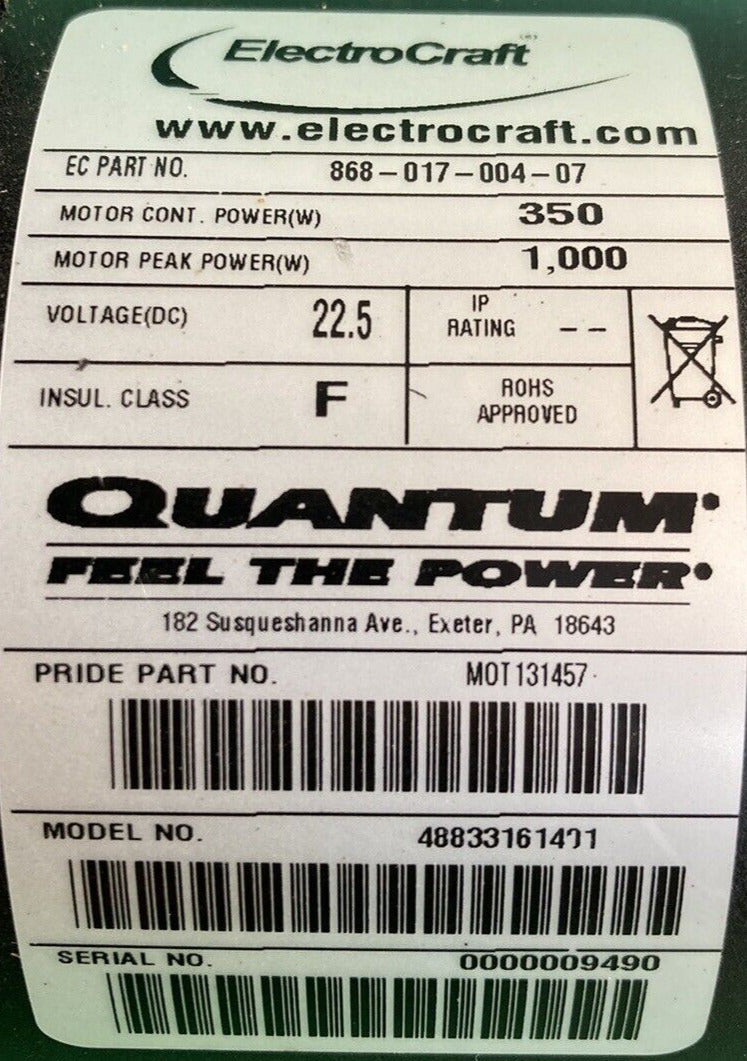 ElectroCraft
www.electrocraft.com
EC PART NO. 868-017-004-07
MOTOR CONT. POWER(W) 350
MOTOR PEAK POWER(W) 1,000
VOLTAGE(DC) 22.5
IP
RATING --
INSUL. CLASS F
ROHS
APPROVED
QUANTUM
FEEL THE POWER
182 Susqueshanna Ave., Exeter, PA 18643
PRIDE PART NO. MOT131457
MODEL NO.
SERIAL NO. 0000009490